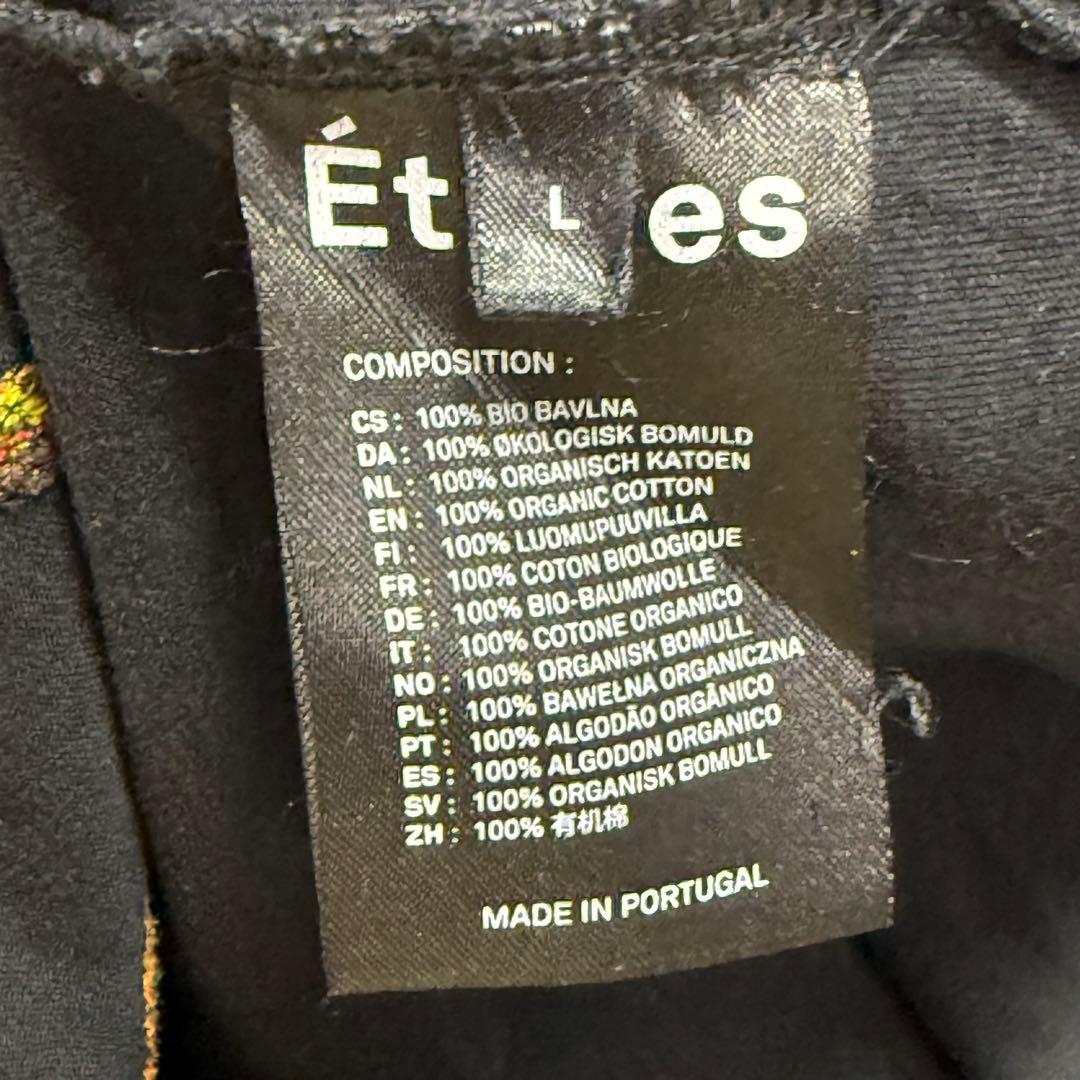 Ét L es
COMPOSITION :
CS : 100% BIO BAVLNA
DA : 100% ØKOLOGISK BOMULD
NL : 100% ORGANISCH KATOEN
EN : 100% ORGANIC COTTON
FI : 100% LUOMUPUUVILLA
FR : 100% COTON BIOLOGIQUE
DE : 100% BIO-BAUMWOLLE
IT : 100% COTONE ORGANICO
NO : 100% ORGANISK BOMULL
PL : 100% BAWEŁNA ORGANICZNA
PT : 100% ALGODÃO ORGÂNICO
ES : 100% ALGODON ORGANICO
SV : 100% ORGANISK BOMULL
ZH : 100% 有机棉
MADE IN PORTUGAL